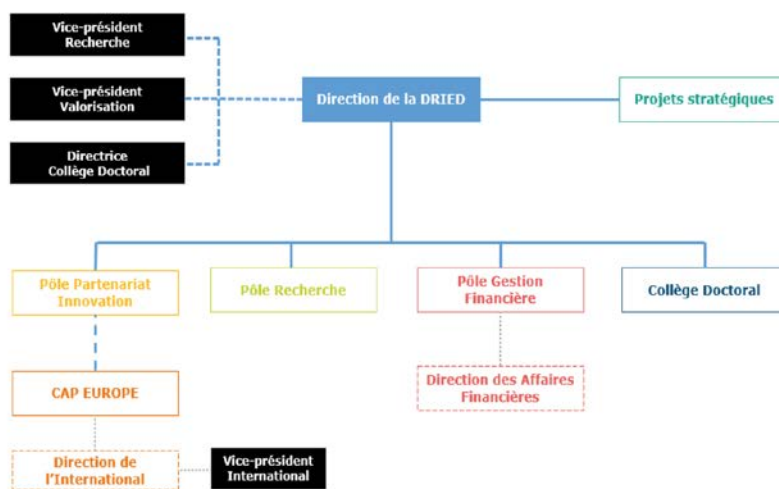 Vice-président
Recherche
Vice-président
Valorisation
Directrice
Collège Doctoral
Direction de la DRIED
Projets stratégiques
Pôle Partenariat
Innovation
Pôle Recherche
Pôle Gestion
Financière
Collège Doctoral
CAP EUROPE
Direction des Affaires
Financières
Direction de
l'International
Vice-président
International